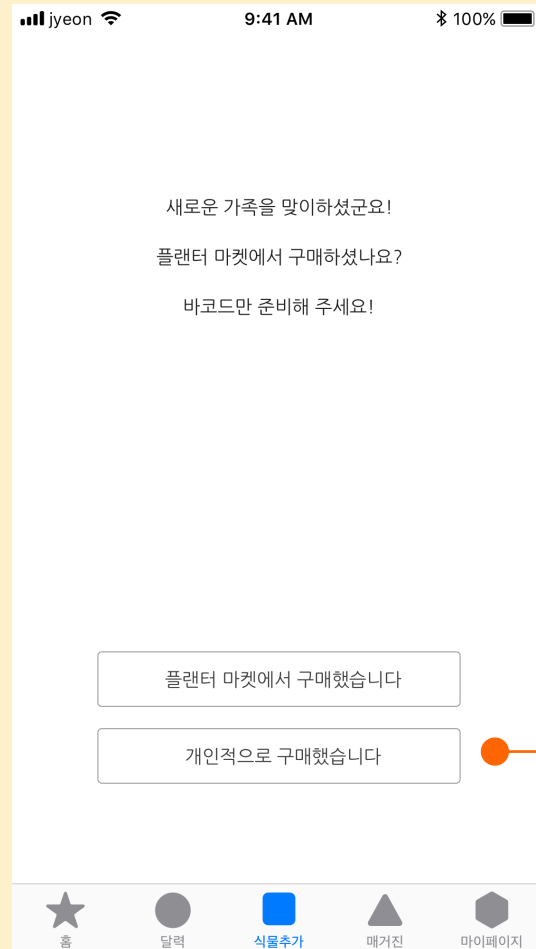 jyeon 9:41 AM 100%
새로운 가족을 맞이하셨군요!
플랜터 마켓에서 구매하셨나요?
바코드만 준비해 주세요!
플랜터 마켓에서 구매했습니다
개인적으로 구매했습니다
홈 달력 식물추가 매거진 마이페이지